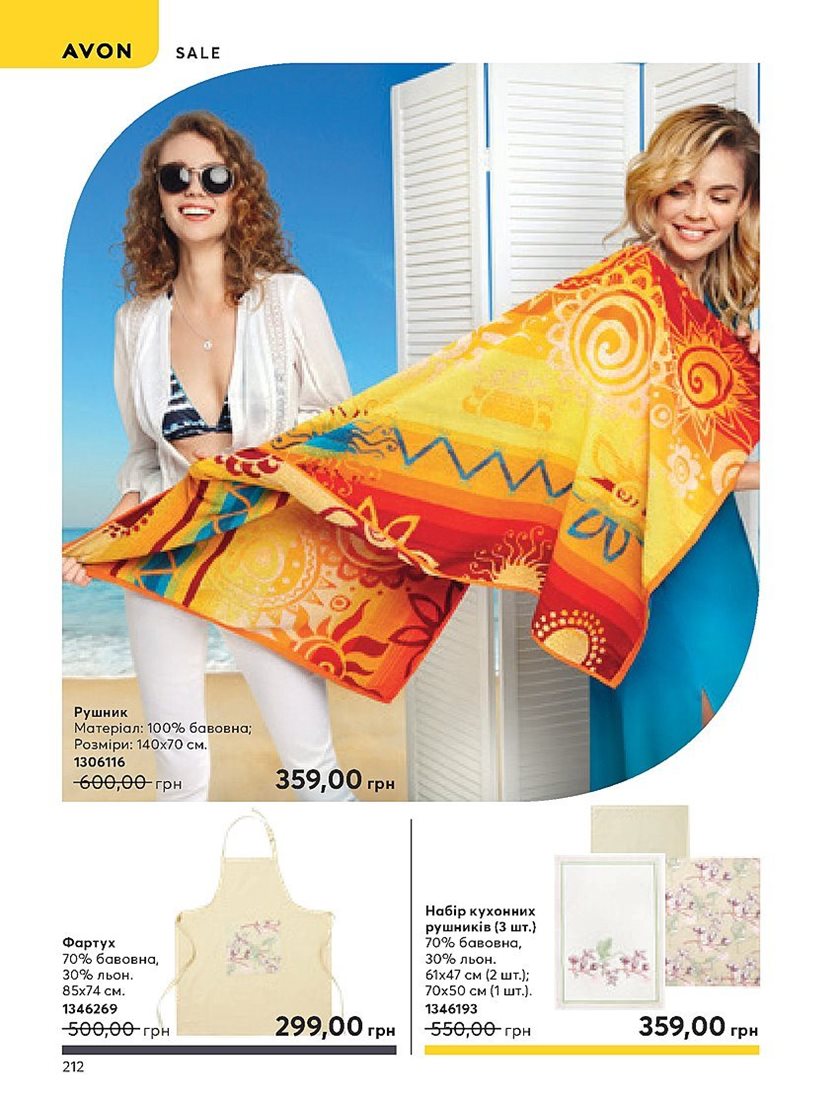 AVON SALE
Рушник
Матеріал: 100% бавовна;
Розміри: 140х70 см.
1306116
600,00 грн 359,00 грн
Фартух
70% бавовна,
30% льон.
85х74 см.
1346269
500,00 грн 299,00 грн
Набір кухонних
рушників (3 шт.)
70% бавовна,
30% льон.
61х47 см (2 шт.);
70х50 см (1 шт.).
1346193
550,00 грн 359,00 грн
212